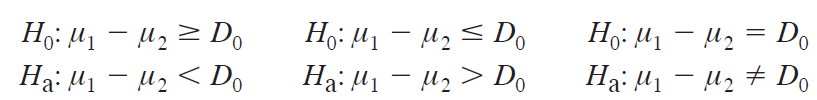 H₀: μ₁ − μ₂ ≥ D₀ H₀: μ₁ − μ₂ ≤ D₀ H₀: μ₁ − μ₂ = D₀
Hₐ: μ₁ − μ₂ < D₀ Hₐ: μ₁ − μ₂ > D₀ Hₐ: μ₁ − μ₂ ≠ D₀